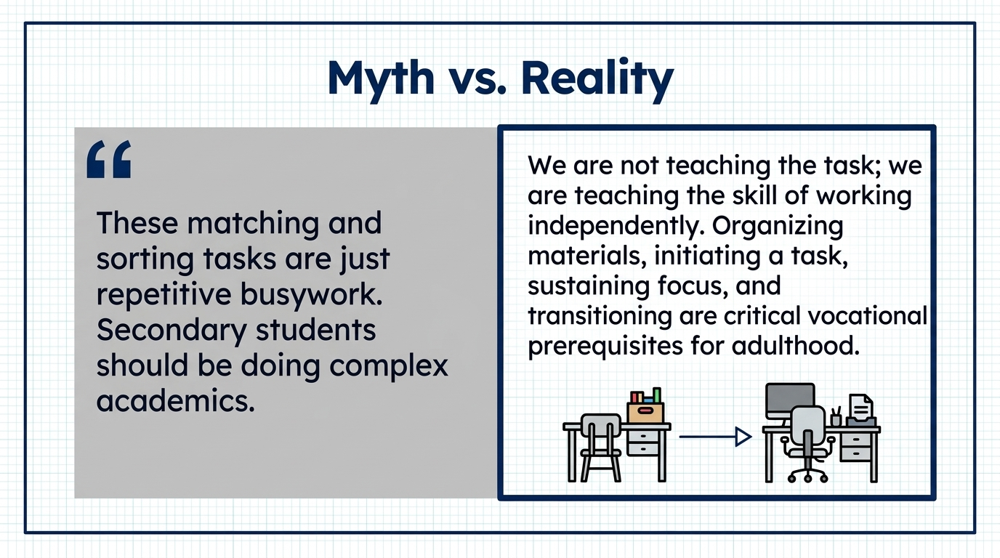 Myth vs. Reality
“
These matching and
sorting tasks are just
repetitive busywork.
Secondary students
should be doing complex
academics.
We are not teaching the task; we
are teaching the skill of working
independently. Organizing
materials, initiating a task,
sustaining focus, and
transitioning are critical vocational
prerequisites for adulthood.